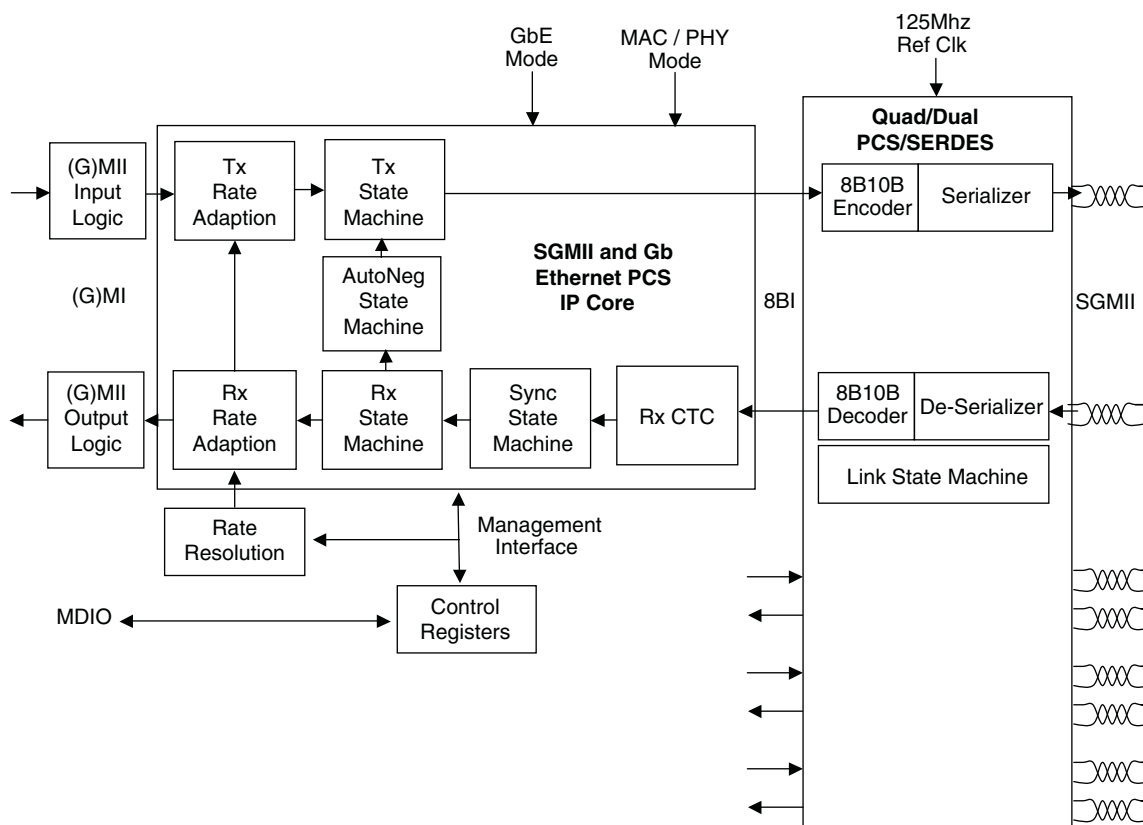 GbE
Mode
MAC / PHY
Mode
125Mhz
Ref Clk
Quad/Dual
PCS/SERDES
(G)MII
Input
Logic
Tx
Rate
Adaption
Tx
State
Machine
8B10B
Encoder
Serializer
SGMII and Gb
Ethernet PCS
IP Core
AutoNeg
State
Machine
(G)MI
8BI
SGMII
(G)MII
Output
Logic
Rx
Rate
Adaption
Rx
State
Machine
Sync
State
Machine
Rx CTC
8B10B
Decoder
De-Serializer
Link State Machine
Rate
Resolution
Management
Interface
MDIO
Control
Registers